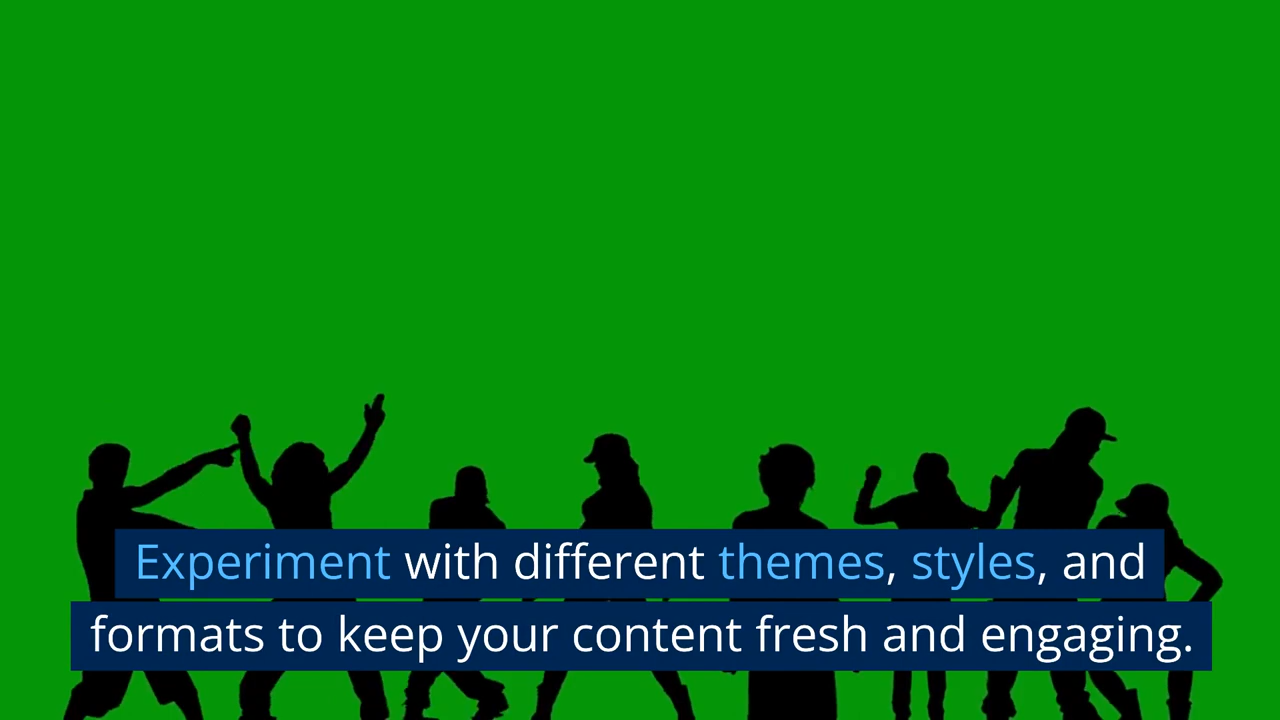 Experiment with different themes, styles, and
formats to keep your content fresh and engaging.